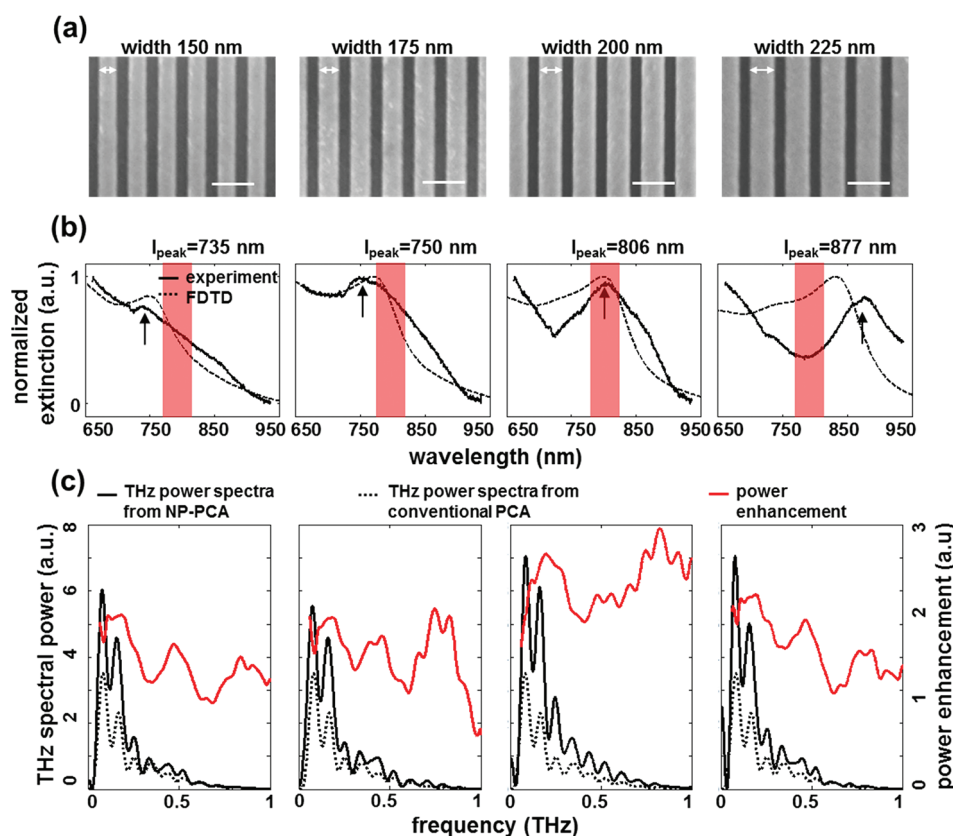 (a)
width 150 nm width 175 nm width 200 nm width 225 nm
(b)
l peak=735 nm l peak=750 nm l peak=806 nm l peak=877 nm
normalized
extinction (a.u.)
1
0
experiment
FDTD
650 750 850 950 650 750 850 950 650 750 850 950 650 750 850 950
wavelength (nm)
(c)
THz power spectra
from NP-PCA
THz power spectra from
conventional PCA
power
enhancement
THz spectral power (a.u.)
8
6
4
2
0
3
2
1
0
power enhancement (a.u)
0 0.5 1 0 0.5 1 0 0.5 1 0 0.5 1
frequency (THz)